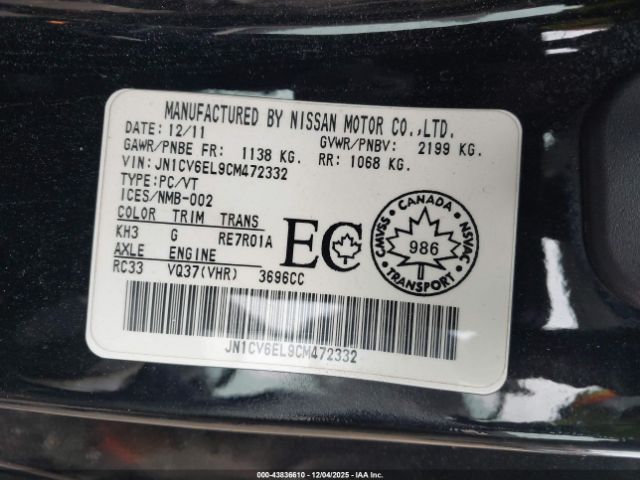 MANUFACTURED BY NISSAN MOTOR CO.,LTD.
DATE: 12/11 GVWR/PNBV: 2199 KG.
GAWR/PNBE FR: 1138 KG. RR: 1068 KG.
VIN: JN1CV6EL9CM472332
TYPE: PC/VT
ICES/NMB-002
COLOR TRIM TRANS
KH3 G RE7R01A
AXLE ENGINE
RC33 VQ37(VHR) 3696CC
EC
CANADA
CMVSS 986 NSVAC
TRANSPORT
JN1CV6EL9CM472332
000-43836610 - 12/04/2025 - IAA Inc.